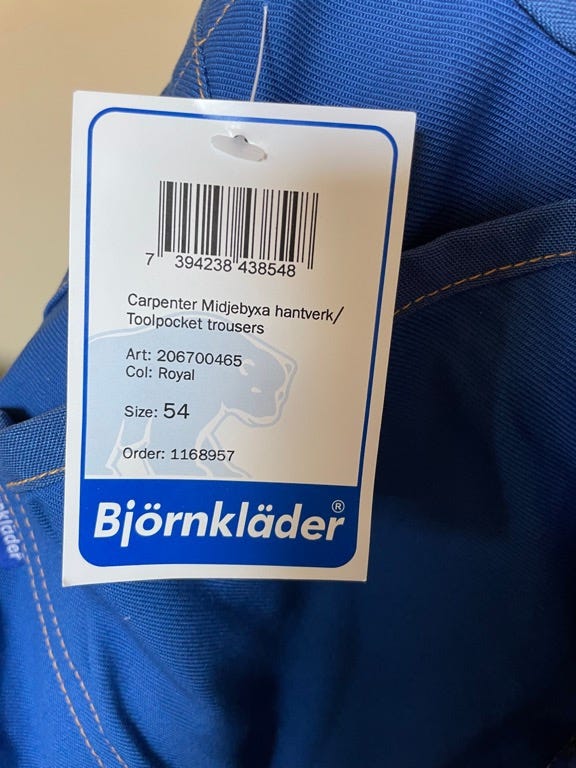 7 394238 438548
Carpenter Midjebyxa hantverk/
Toolpocket trousers
Art: 206700465
Col: Royal
Size: 54
Order: 1168957
Björnkläder®